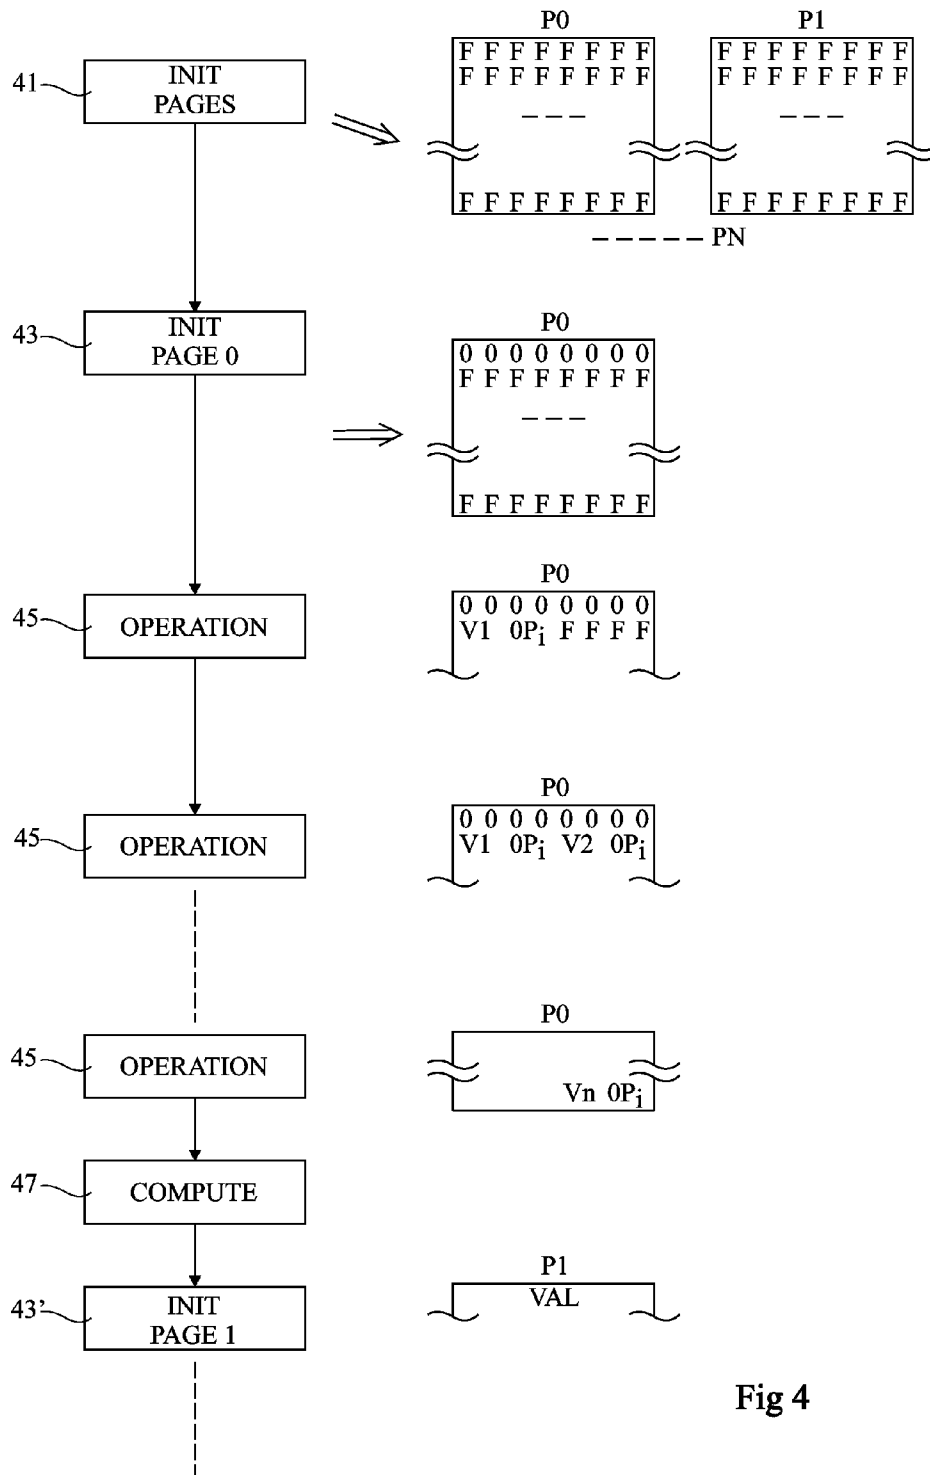 P0 P1
41 INIT PAGES
F F F F F F F F F F F F F F F F
F F F F F F F F F F F F F F F F
F F F F F F F F F F F F F F F F
PN
P0
43 INIT PAGE 0
0 0 0 0 0 0 0 0
F F F F F F F F
F F F F F F F F
P0
0 0 0 0 0 0 0 0
45 OPERATION
V1 0Pi F F F F
P0
0 0 0 0 0 0 0 0
45 OPERATION
V1 0Pi V2 0Pi
P0
45 OPERATION
Vn 0Pi
47 COMPUTE
P1
43’ INIT PAGE 1
VAL
Fig 4